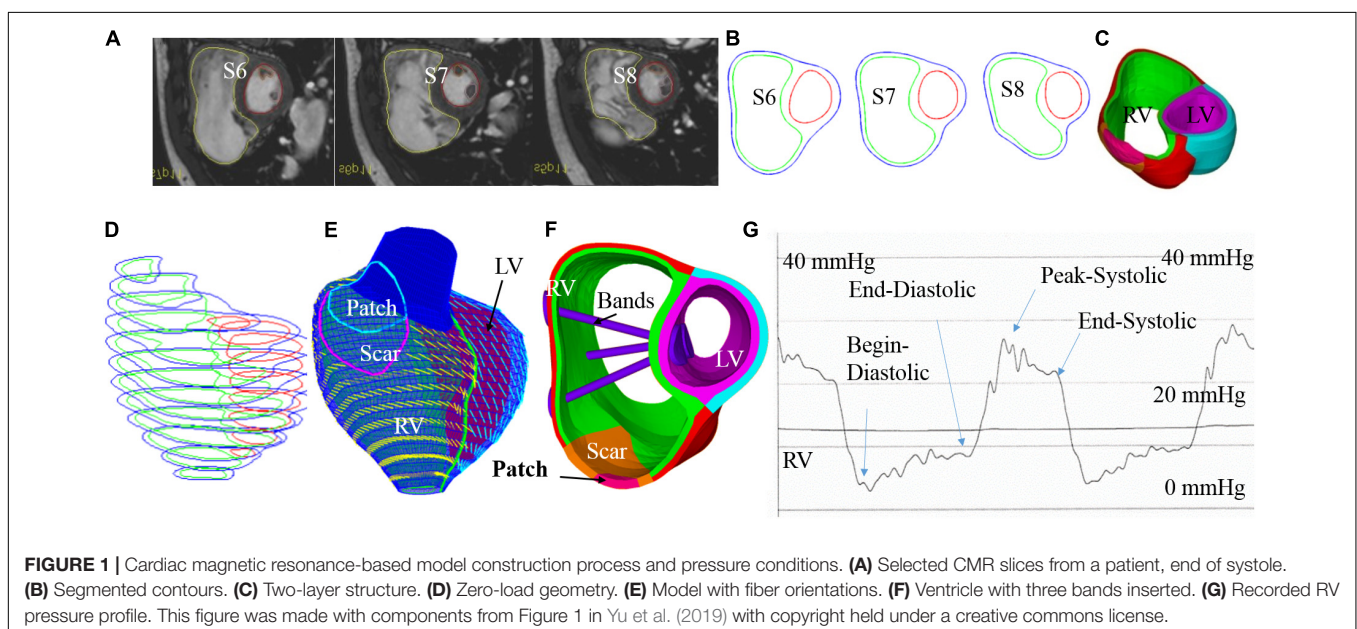 A
S6
S7
S8
s7p11
s6p11
s5p11
B
S6
S7
S8
C
RV
LV
D
E
LV
Patch
Scar
RV
F
RV
Bands
LV
Scar
Patch
G
40 mmHg
40 mmHg
Peak-Systolic
End-Diastolic
End-Systolic
Begin-
Diastolic
20 mmHg
RV
0 mmHg
FIGURE 1 | Cardiac magnetic resonance-based model construction process and pressure conditions. (A) Selected CMR slices from a patient, end of systole.
(B) Segmented contours. (C) Two-layer structure. (D) Zero-load geometry. (E) Model with fiber orientations. (F) Ventricle with three bands inserted. (G) Recorded RV
pressure profile. This figure was made with components from Figure 1 in Yu et al. (2019) with copyright held under a creative commons license.